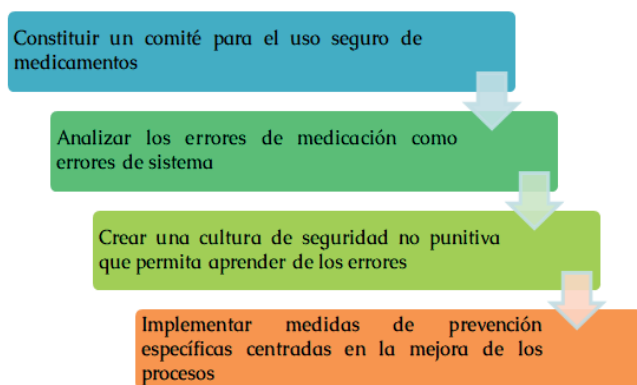 Constituir un comité para el uso seguro de
medicamentos
Analizar los errores de medicación como
errores de sistema
Crear una cultura de seguridad no punitiva
que permita aprender de los errores
Implementar medidas de prevención
específicas centradas en la mejora de los
procesos